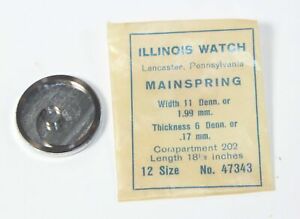 ILLINOIS WATCH
Lancaster, Pennsylvania
MAINSPRING
Width 11 Denn. or
1.99 mm.
Thickness 6 Denn. or
.17 mm.
Compartment 202
Length 18½ inches
12 Size No. 47343